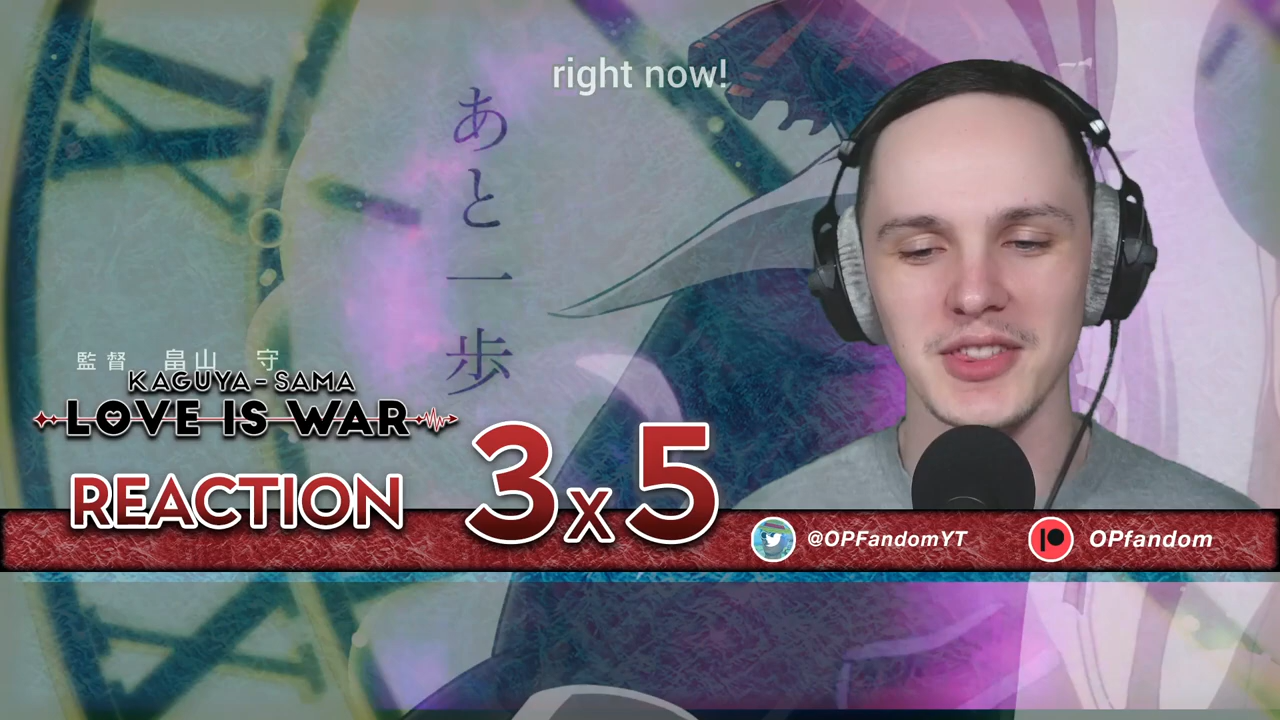 right now!
あと一歩
監督 畠山 守
KAGUYA-SAMA
LOVE IS WAR
REACTION
3x5
@OPFandomYT
OPfandom